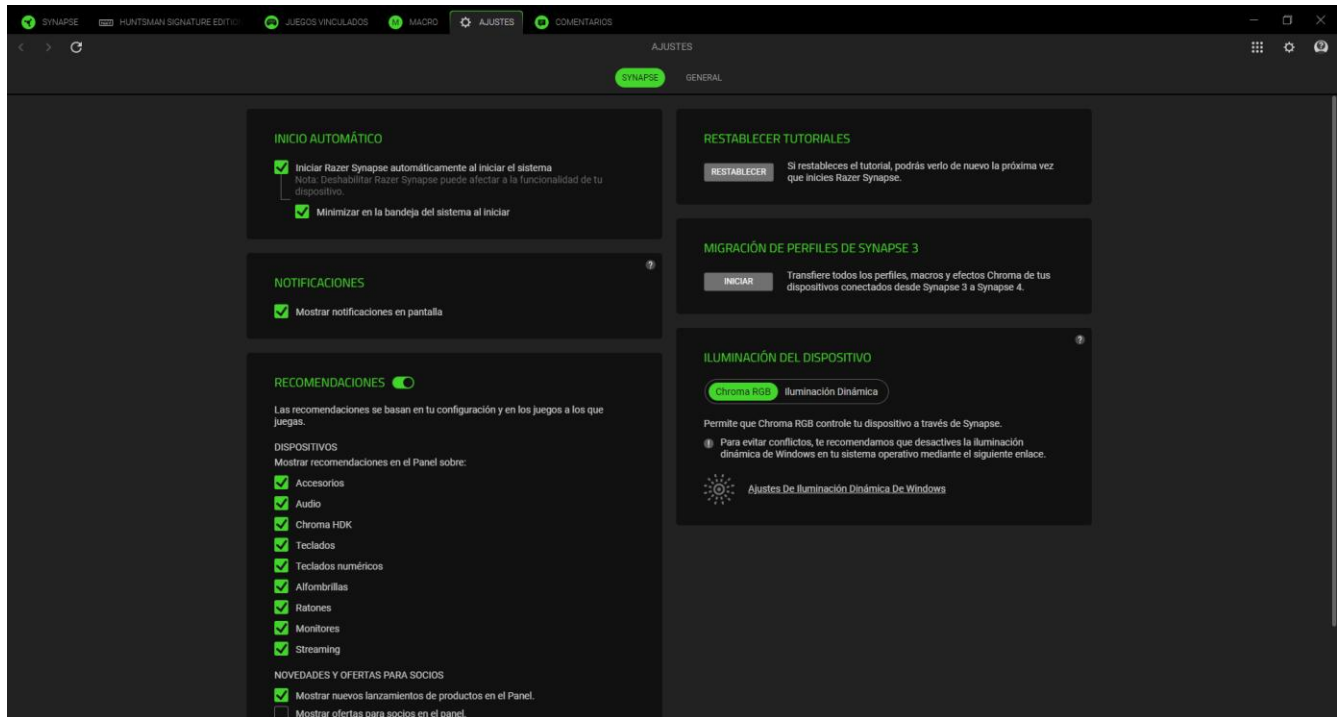 SYNAPSE
HUNTSMAN SIGNATURE EDITIO
JUEGOS VINCULADOS
M
MACRO
AJUSTES
COMENTARIOS
AJUSTES
SYNAPSE
GENERAL
INICIO AUTOMÁTICO
Iniciar Razer Synapse automáticamente al iniciar el sistema
Nota: Deshabilitar Razer Synapse puede afectar a la funcionalidad de tu
dispositivo.
Minimizar en la bandeja del sistema al iniciar
NOTIFICACIONES
?
Mostrar notificaciones en pantalla
RECOMENDACIONES
Las recomendaciones se basan en tu configuración y en los juegos a los que
juegas.
DISPOSITIVOS
Mostrar recomendaciones en el Panel sobre:
Accesorios
Audio
Chroma HDK
Teclados
Teclados numéricos
Alfombrillas
Ratones
Monitores
Streaming
NOVEDADES Y OFERTAS PARA SOCIOS
Mostrar nuevos lanzamientos de productos en el Panel.
Mostrar ofertas para socios en el panel.
RESTABLECER TUTORIALES
RESTABLECER
Si restableces el tutorial, podrás verlo de nuevo la próxima vez
que inicies Razer Synapse.
MIGRACIÓN DE PERFILES DE SYNAPSE 3
INICIAR
Transfiere todos los perfiles, macros y efectos Chroma de tus
dispositivos conectados desde Synapse 3 a Synapse 4.
?
ILUMINACIÓN DEL DISPOSITIVO
Chroma RGB
Iluminación Dinámica
Permite que Chroma RGB controle tu dispositivo a través de Synapse.
Para evitar conflictos, te recomendamos que desactives la iluminación
dinámica de Windows en tu sistema operativo mediante el siguiente enlace.
Ajustes De Iluminación Dinámica De Windows